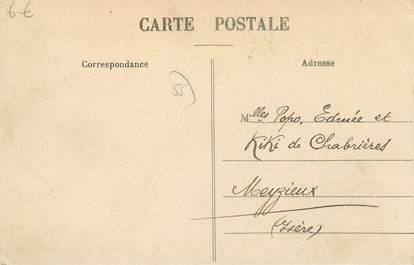 6-€
CARTE POSTALE
Correspondance
Adresse
55
Mlles Popo, Edmée et
KiKi de Chabrières
Meyzieux
(Isère)